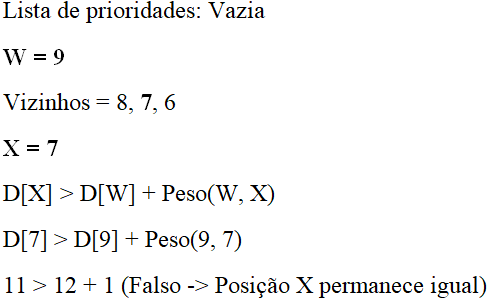 Lista de prioridades: Vazia
W = 9
Vizinhos = 8, 7, 6
X = 7
D[X] > D[W] + Peso(W, X)
D[7] > D[9] + Peso(9, 7)
11 > 12 + 1 (Falso -> Posição X permanece igual)